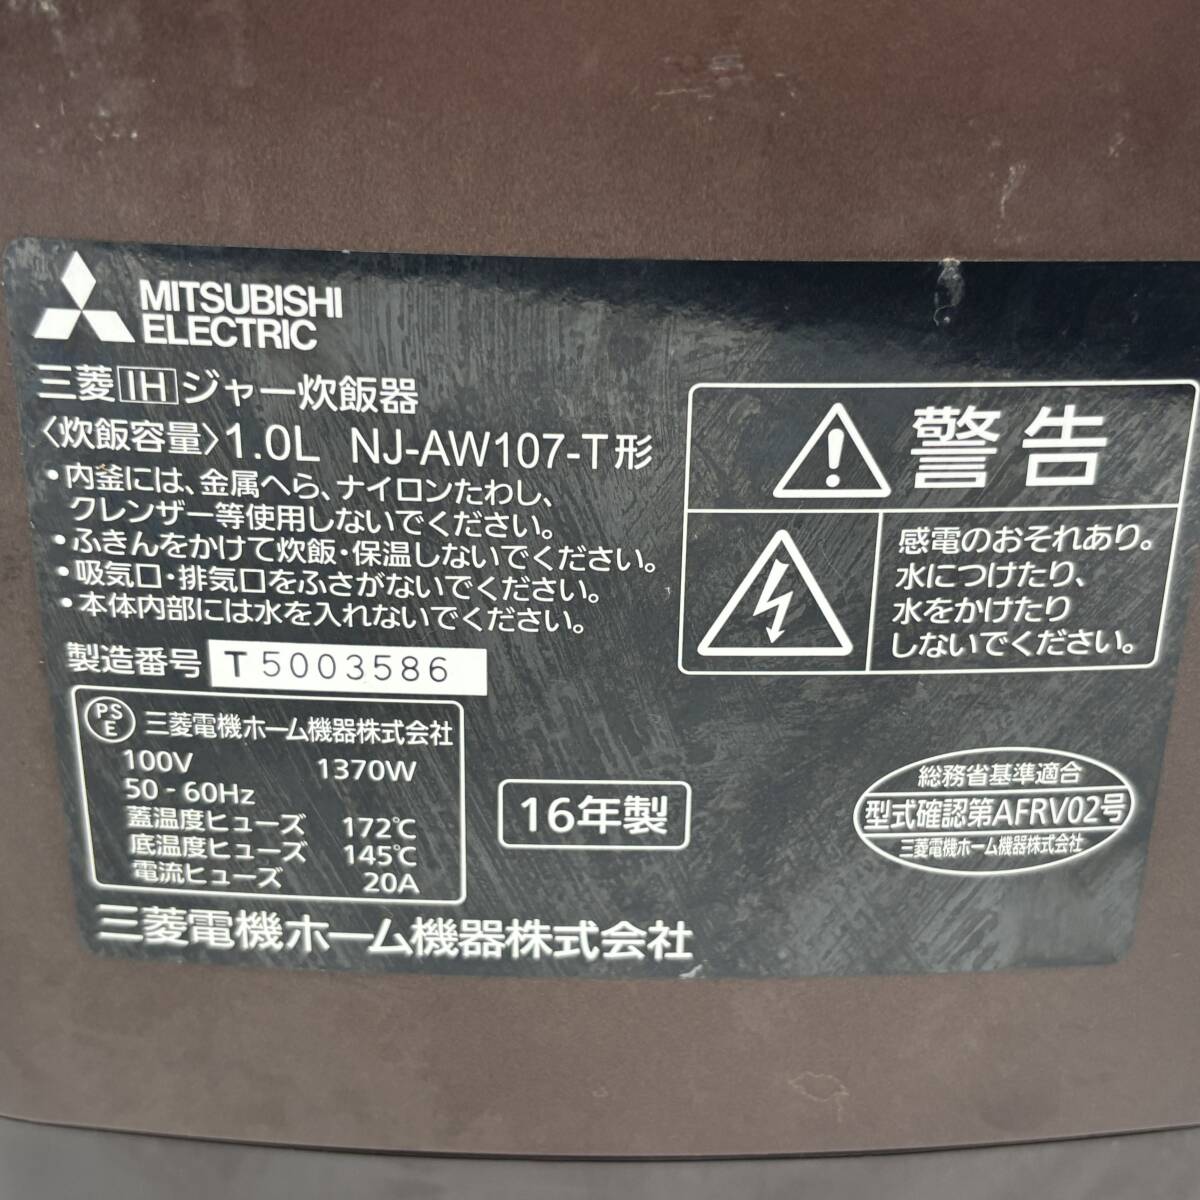 MITSUBISHI
ELECTRIC
三菱IHジャー炊飯器
〈炊飯容量〉1.0L NJ-AW107-T形
•内釜には、金属へら、ナイロンたわし、
クレンザー等使用しないでください。
•ふきんをかけて炊飯・保温しないでください。
•吸気口・排気口をふさがないでください。
•本体内部には水を入れないでください。
製造番号 T5003586
PSE 三菱電機ホーム機器株式会社
100V 1370W
50-60Hz
蓋温度ヒューズ 172℃
底温度ヒューズ 145℃
電流ヒューズ 20A
16年製
三菱電機ホーム機器株式会社
警告
感電のおそれあり。
水につけたり、
水をかけたり
しないでください。
総務省基準適合
型式確認第AFRV02号
三菱電機ホーム機器株式会社